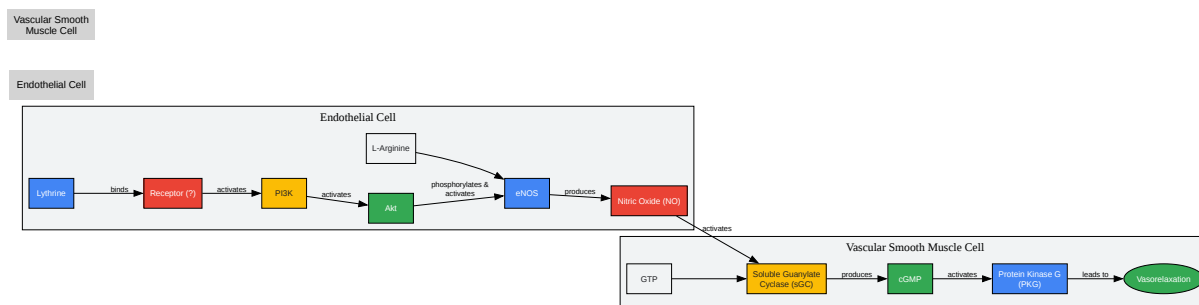 Vascular Smooth
Muscle Cell
Endothelial Cell
Endothelial Cell
L-Arginine
Lythrine
binds
Receptor (?)
activates
PI3K
activates
Akt
phosphorylates &
activates
eNOS
produces
Nitric Oxide (NO)
activates
Vascular Smooth Muscle Cell
GTP
Soluble Guanylate
Cyclase (sGC)
produces
cGMP
activates
Protein Kinase G
(PKG)
leads to
Vasorelaxation